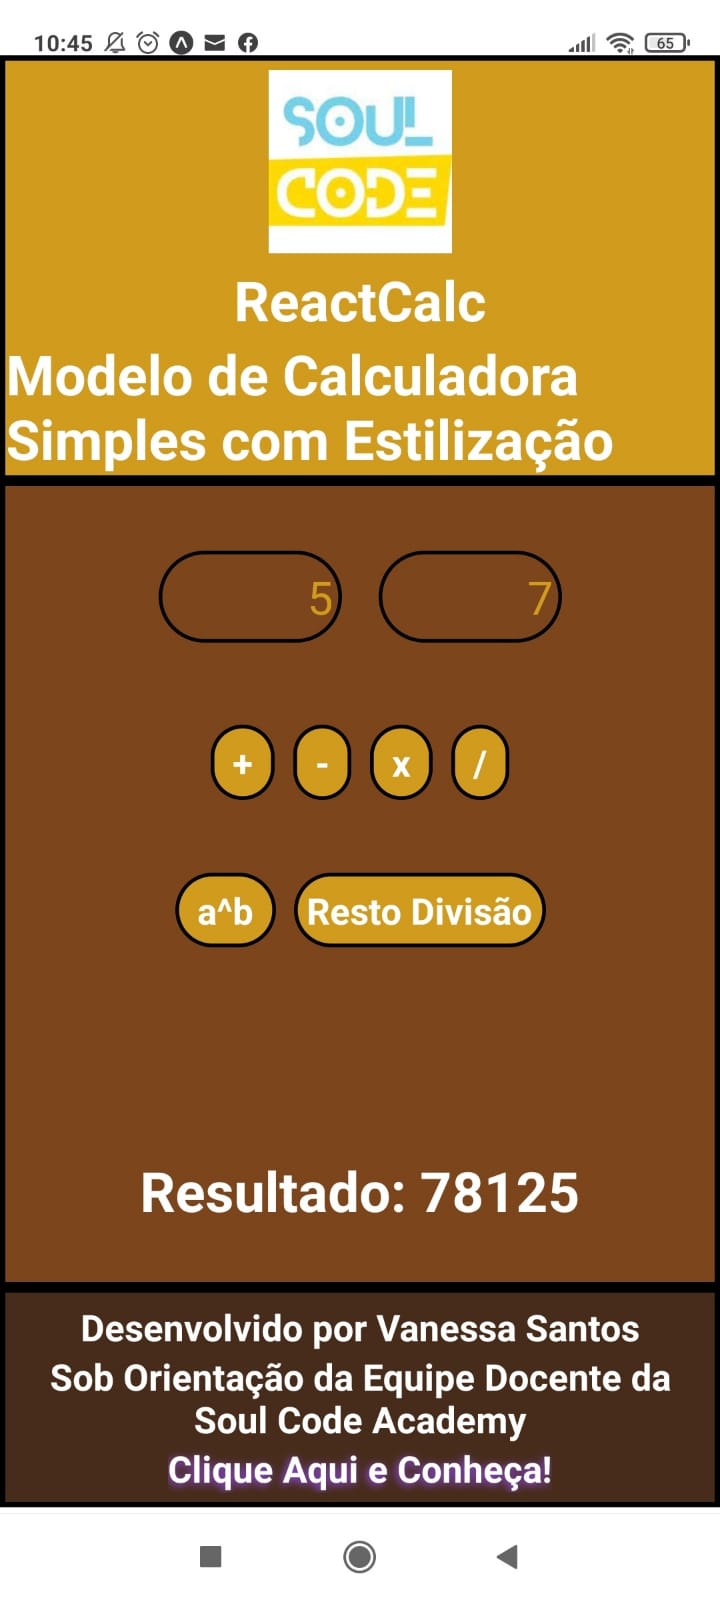 10:45
65
SOUL
CODE
ReactCalc
Modelo de Calculadora
Simples com Estilização
5 7
+ - x /
a^b Resto Divisão
Resultado: 78125
Desenvolvido por Vanessa Santos
Sob Orientação da Equipe Docente da
Soul Code Academy
Clique Aqui e Conheça!